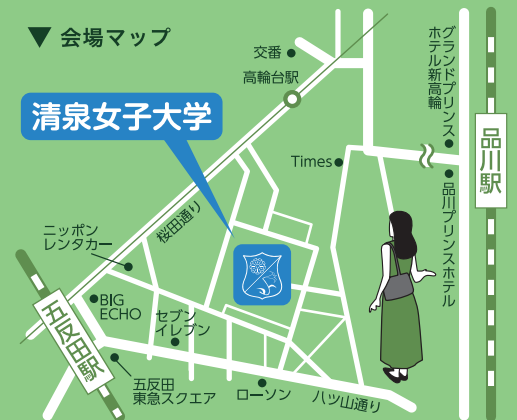 ▼ 会場マップ
交番
高輪台駅
清泉女子大学
グランドプリンス
ホテル新高輪
品川駅
Times
品川プリンスホテル
桜田通り
ニッポン
レンタカー
BIG
ECHO
セブン
イレブン
五反田駅
五反田
東急スクエア
ローソン
八ツ山通り